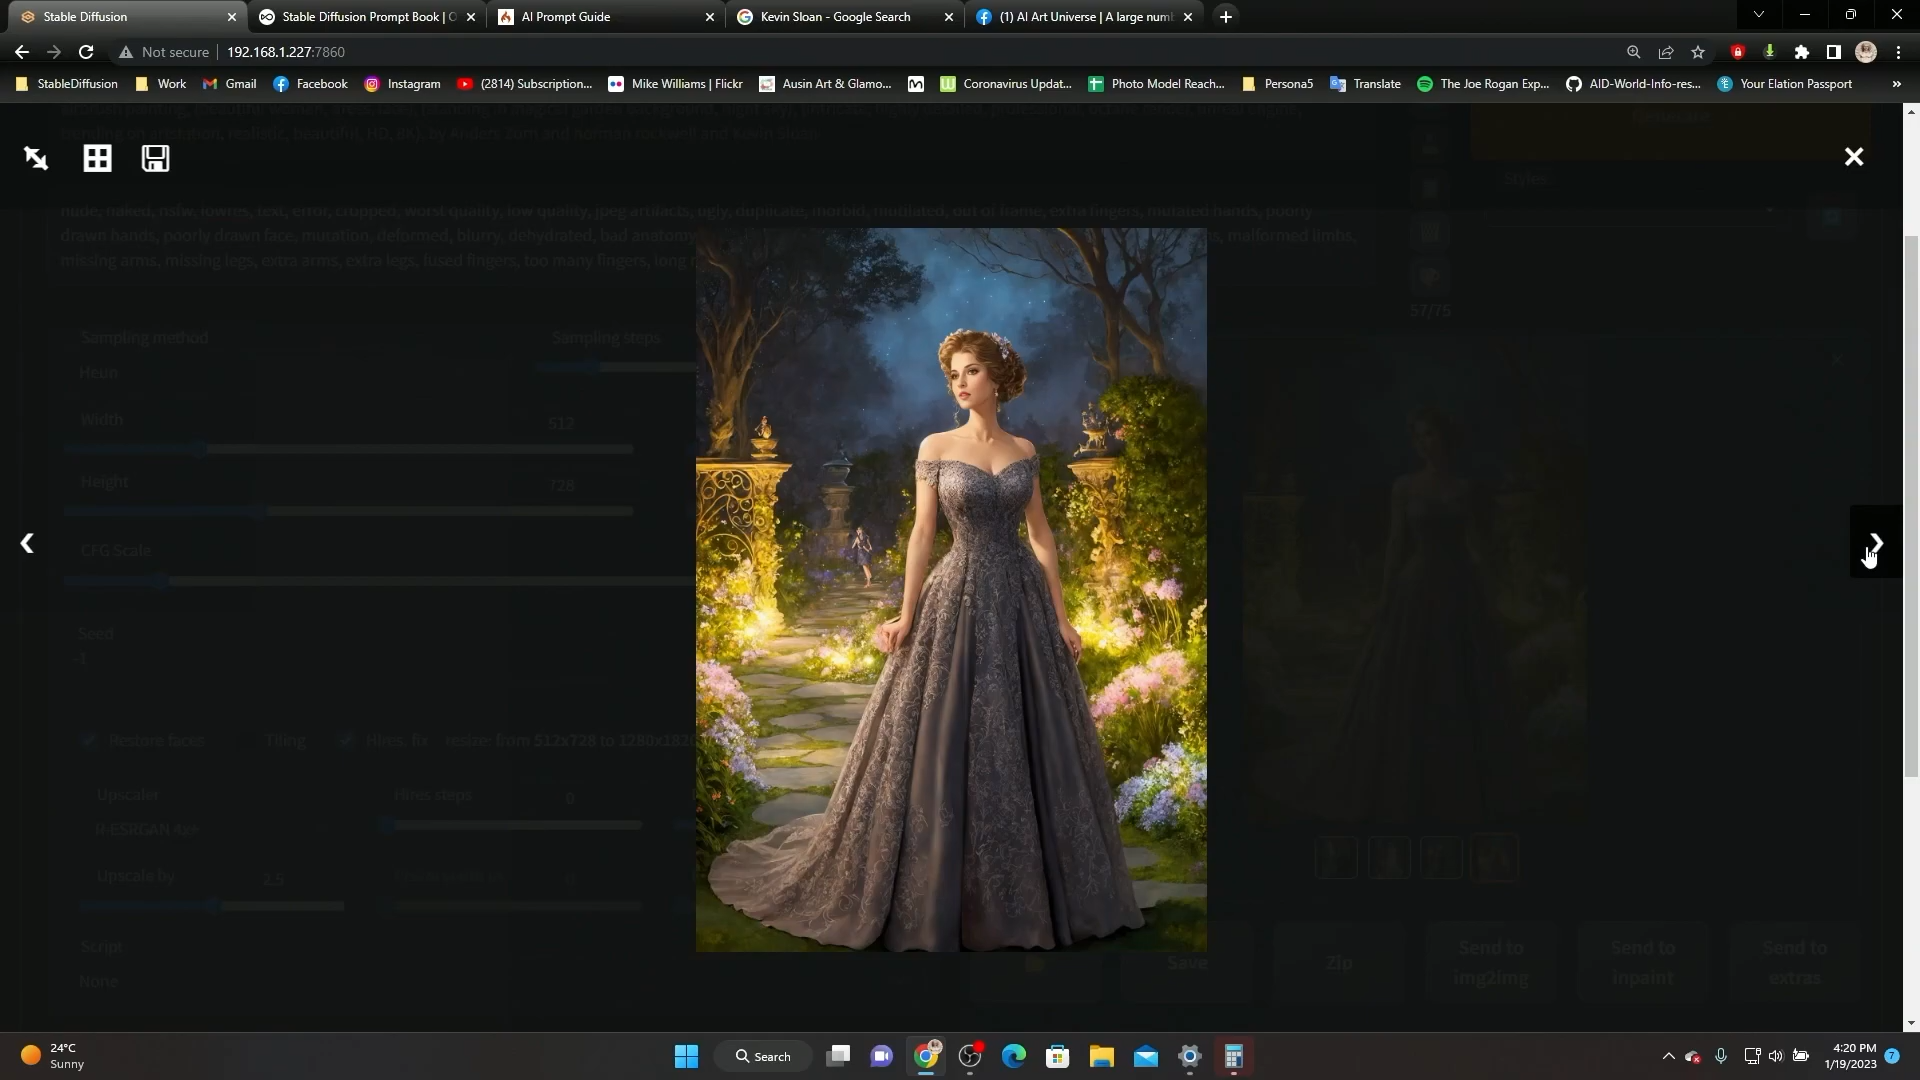 Stable Diffusion
Stable Diffusion Prompt Book | O
AI Prompt Guide
Kevin Sloan - Google Search
(1) AI Art Universe | A large num
Not secure
192.168.1.227:7860
StableDiffusion
Work
Gmail
Facebook
Instagram
(2814) Subscription...
Mike Williams | Flickr
Ausin Art & Glamo...
Coronavirus Updat...
Photo Model Reach...
Persona5
Translate
The Joe Rogan Exp...
AID-World-Info-res...
Your Elation Passport
»
Styles
nude, naked, nsfw, lowres, text, error, cropped, worst quality, low quality, jpeg artifacts, ugly, duplicate, morbid, mutilated, out of frame, extra fingers, mutated hands, poorly
drawn hands, poorly drawn face, mutation, deformed, blurry, dehydrated, bad anatomy malformed limbs,
missing arms, missing legs, extra arms, extra legs, fused fingers, too many fingers, long
57/75
Sampling method
Sampling steps
Heun
Width
512
Height
728
CFG Scale
Seed
-1
Restore faces
Tiling
Hires. fix
resize: from 512x728 to 1280x1820
Upscaler
Hires steps
0
R-ESRGAN 4x+
Upscale by
2.5
0
Script
None
Save
Zip
Send to
img2img
Send to
inpaint
Send to
extras
24°C
Sunny
Search
4:20 PM
1/19/2023
7